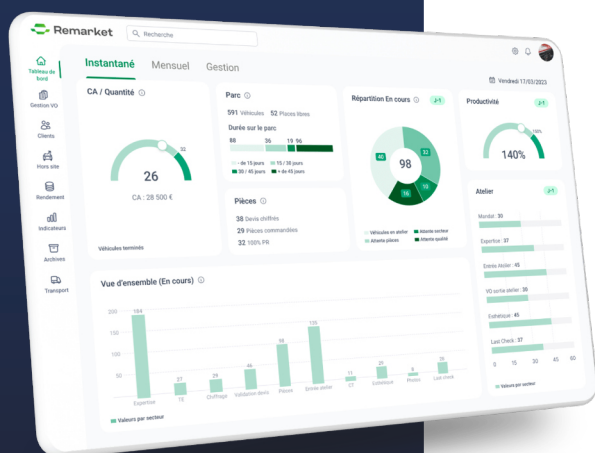 Remarket
Recherche
Tableau de bord
Gestion VO
Clients
Hors site
Rendement
Indicateurs
Archives
Transport
Instantané Mensuel Gestion
Vendredi 17/03/2023
CA / Quantité
32
26
CA : 28 500 €
Véhicules terminés
Parc
591 Véhicules 52 Places libres
Durée sur le parc
88 36 19 96
- de 15 jours 15 / 30 jours
30 / 45 jours + de 45 jours
Pièces
38 Devis chiffrés
29 Pièces commandées
32 100% PR
Répartition En cours J-1
40 32
98
16 10
Véhicules en atelier Attente secteur
Attente pièces Attente qualité
Productivité J-1
140%
Atelier J-1
Mandat : 30
Expertise : 37
Entrée Atelier : 45
VO sortie atelier : 30
Esthétique : 45
Last Check : 37
0 15 30 45 60
Valeurs par secteur
Vue d'ensemble (En cours)
200
150
100
50
184 27 29 46 98 135 11 29 8
Expertise
Chiffrage
Validation devis
Pièces
Entrée atelier
CT
Esthétique
Photos
Last check
Valeurs par secteur